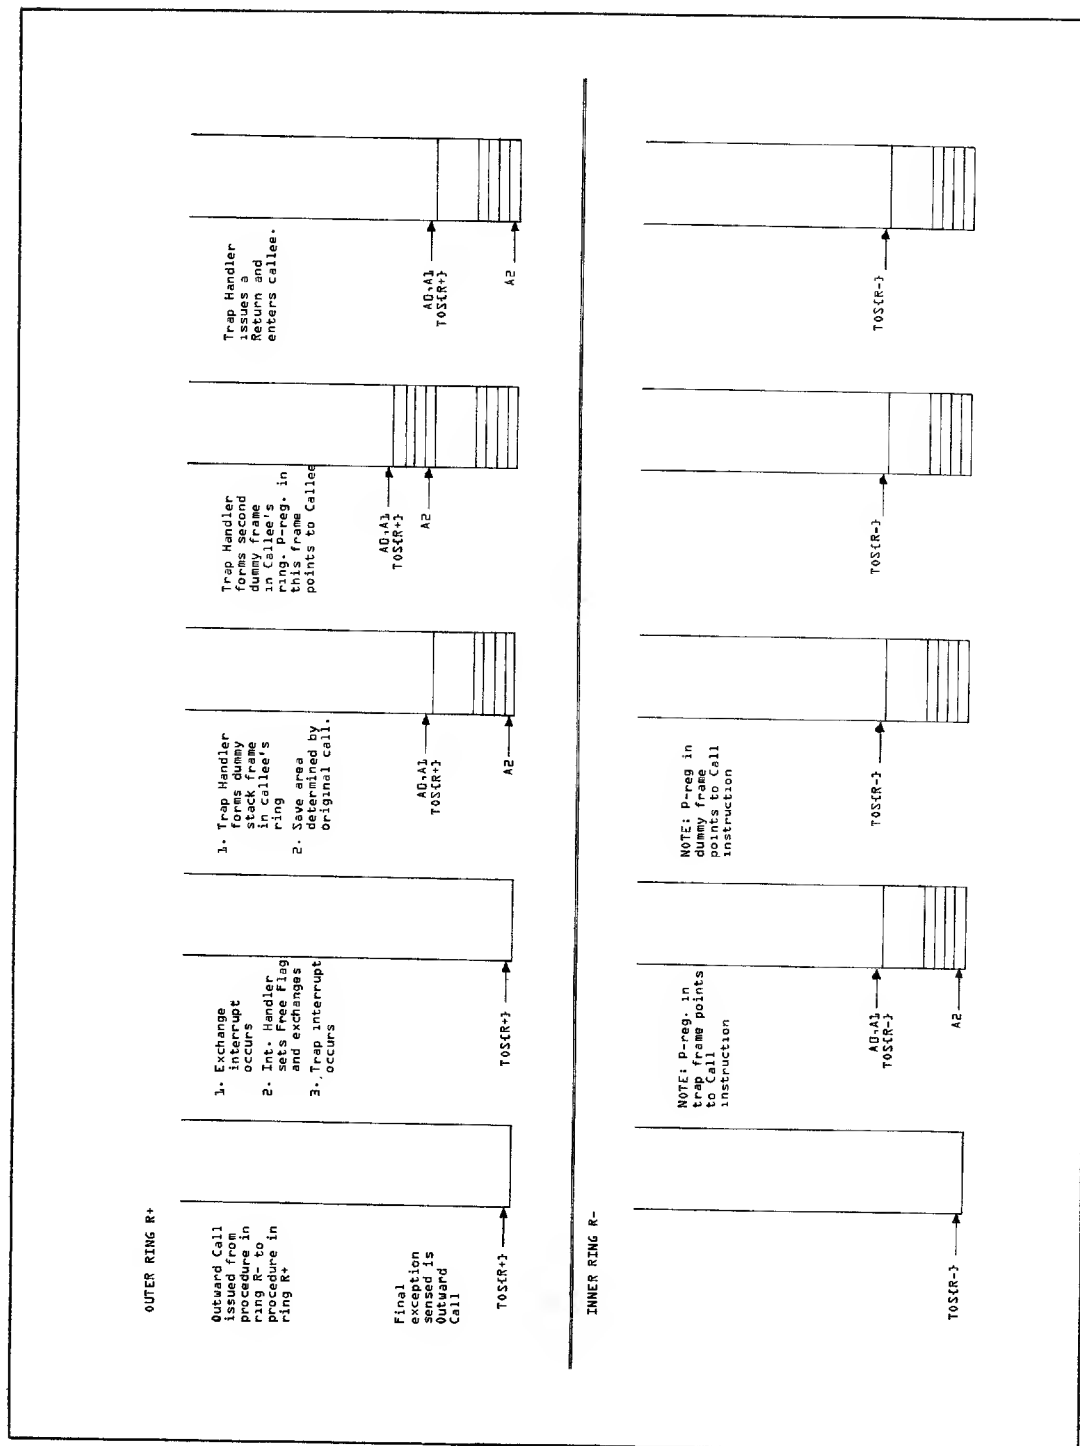 OUTER RING R+
Outward Call
issued from
procedure in
ring R- to
procedure in
ring R+
Final
exception
sensed is
Outward
Call
TOS{R+}
1. Exchange
interrupt
occurs
2. Int. Handler
sets Free Flag
and exchanges
3. Trap interrupt
occurs
TOS{R+}
1. Trap Handler
forms dummy
stack frame
in callee's
ring
2. Save area
determined by
original call.
A0,A1
TOS{R+}
A2
Trap Handler
forms second
dummy frame
in Callee's
ring. P-reg. in
this frame
points to Callee
A0,A1
TOS{R+}
A2
Trap Handler
issues a
Return and
enters callee.
A0,A1
TOS{R+}
A2
INNER RING R-
TOS{R-}
NOTE: P-reg. in
trap frame points
to Call
instruction
A0,A1
TOS{R-}
A2
NOTE: P-reg in
dummy frame
points to Call
instruction
TOS{R-}
TOS{R-}
TOS{R-}